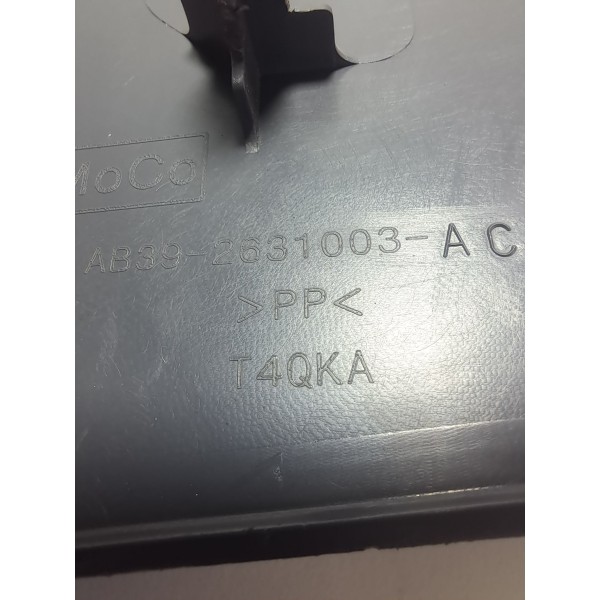 MoCo
AB39-2631003-AC
>PP<
T4QKA